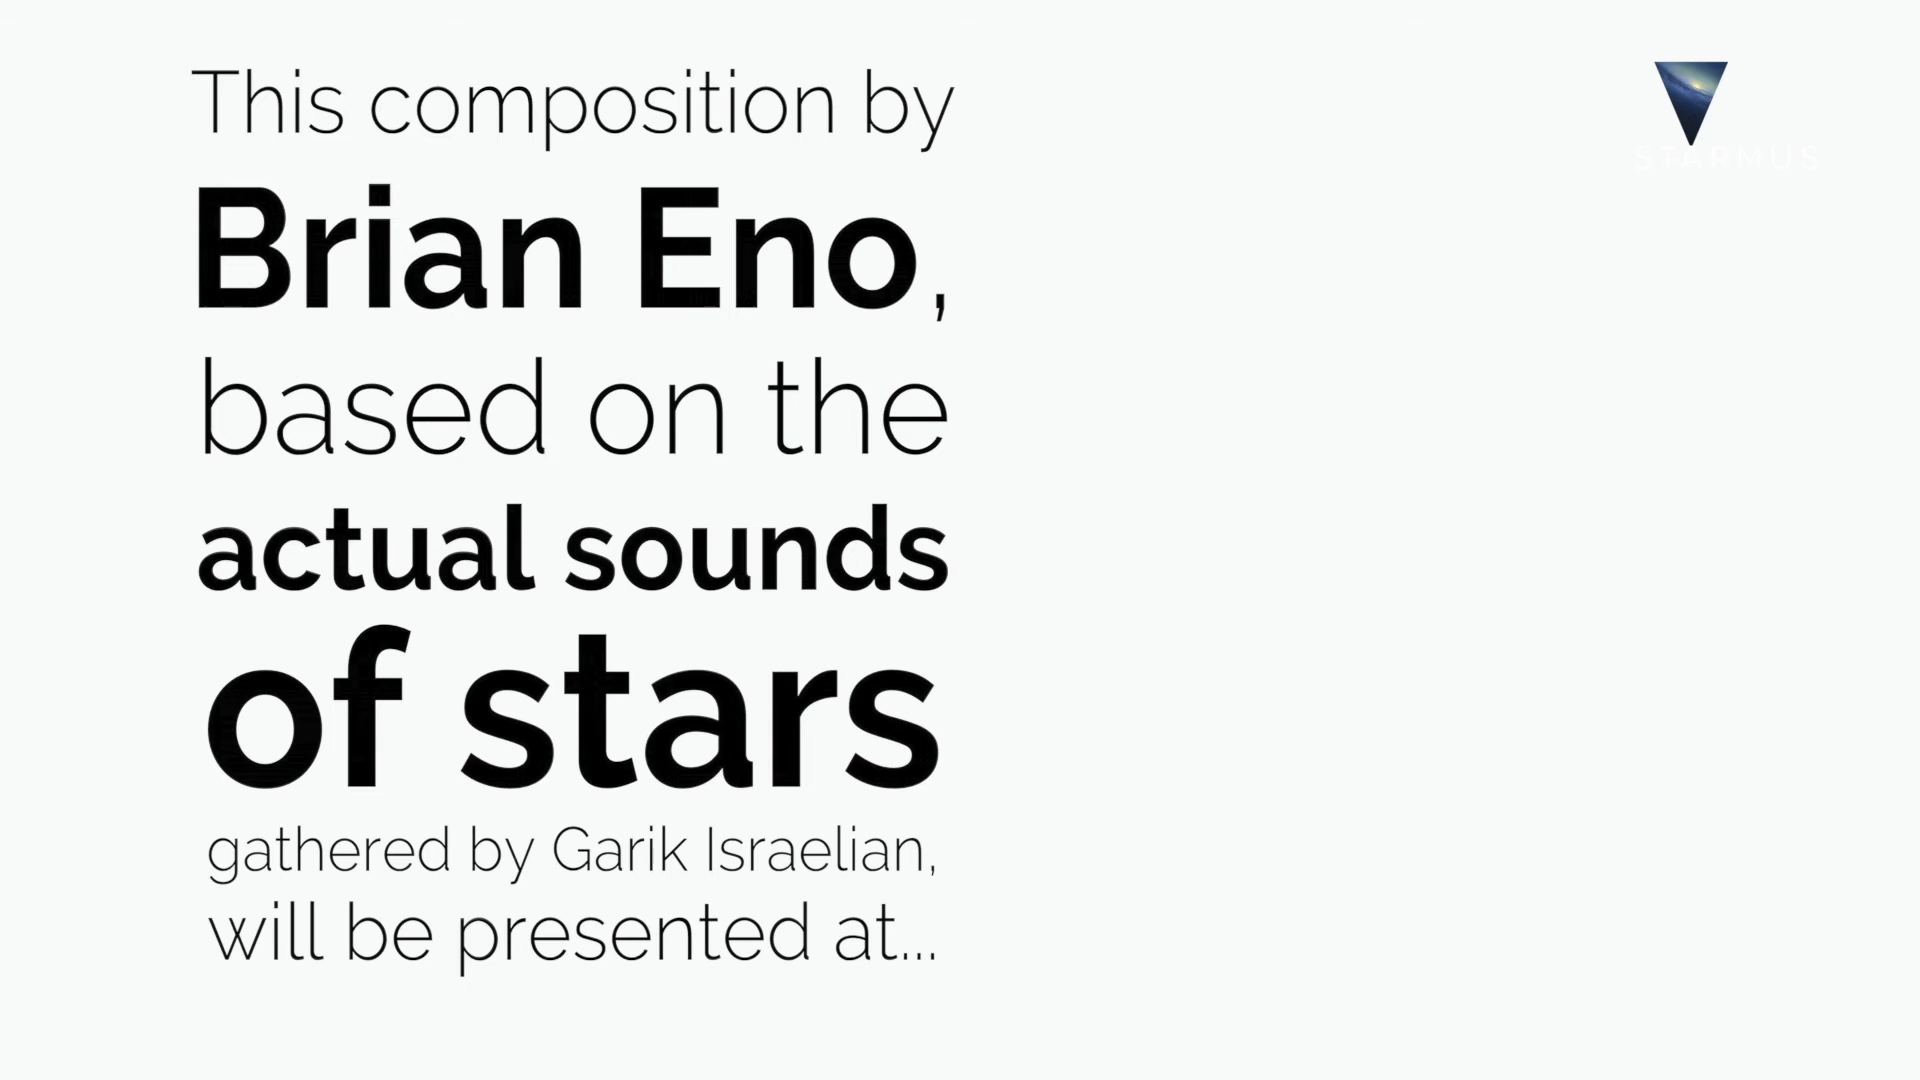 This composition by
Brian Eno,
based on the
actual sounds
of stars
gathered by Garik Israelian,
will be presented at...
STARMUS